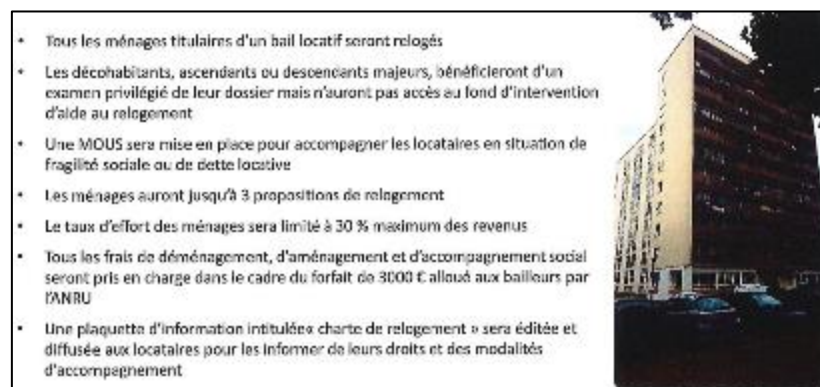 • Tous les ménages titulaires d'un bail locatif seront relogés
• Les décohabitants, ascendants ou descendants majeurs, bénéficieront d'un
examen privilégié de leur dossier mais n'auront pas accès au fond d'intervention
d'aide au relogement
• Une MOUS sera mise en place pour accompagner les locataires en situation de
fragilité sociale ou de dette locative
• Les ménages auront jusqu'à 3 propositions de relogement
• Le taux d'effort des ménages sera limité à 30 % maximum des revenus
• Tous les frais de déménagement, d'aménagement et d'accompagnement social
seront pris en charge dans le cadre du forfait de 3000 € alloué aux bailleurs par
l'ANRU
• Une plaquette d'information intitulée« charte de relogement » sera éditée et
diffusée aux locataires pour les informer de leurs droits et des modalités
d'accompagnement